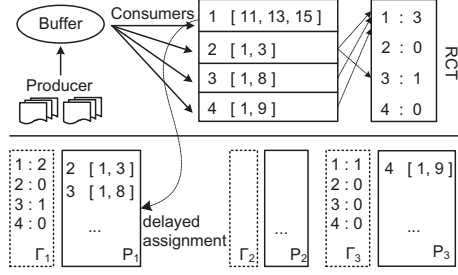 Buffer
Consumers
Producer
1 [ 11, 13, 15 ]
2 [ 1, 3 ]
3 [ 1, 8 ]
4 [ 1, 9 ]
1 : 3
2 : 0
3 : 1
4 : 0
RCT
1 : 2
2 : 0
3 : 1
4 : 0
Γ1
2 [ 1, 3 ]
3 [ 1, 8 ]
...
P1
delayed
assignment
Γ2
...
P2
1 : 1
2 : 0
3 : 0
4 : 0
Γ3
4 [ 1, 9 ]
...
P3